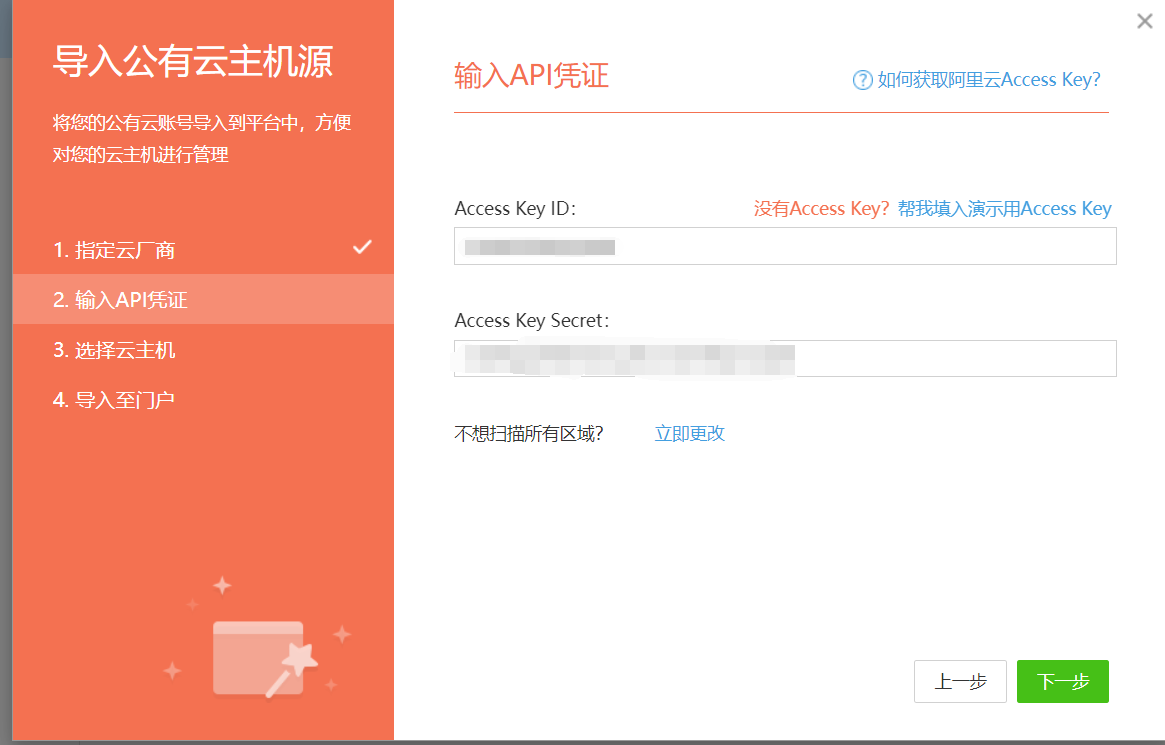 导入公有云主机源
将您的公有云账号导入到平台中，方便
对您的云主机进行管理
1. 指定云厂商
2. 输入API凭证
3. 选择云主机
4. 导入至门户
输入API凭证
如何获取阿里云Access Key?
Access Key ID:
没有Access Key? 帮我填入演示用Access Key
Access Key Secret:
不想扫描所有区域? 立即更改
上一步 下一步